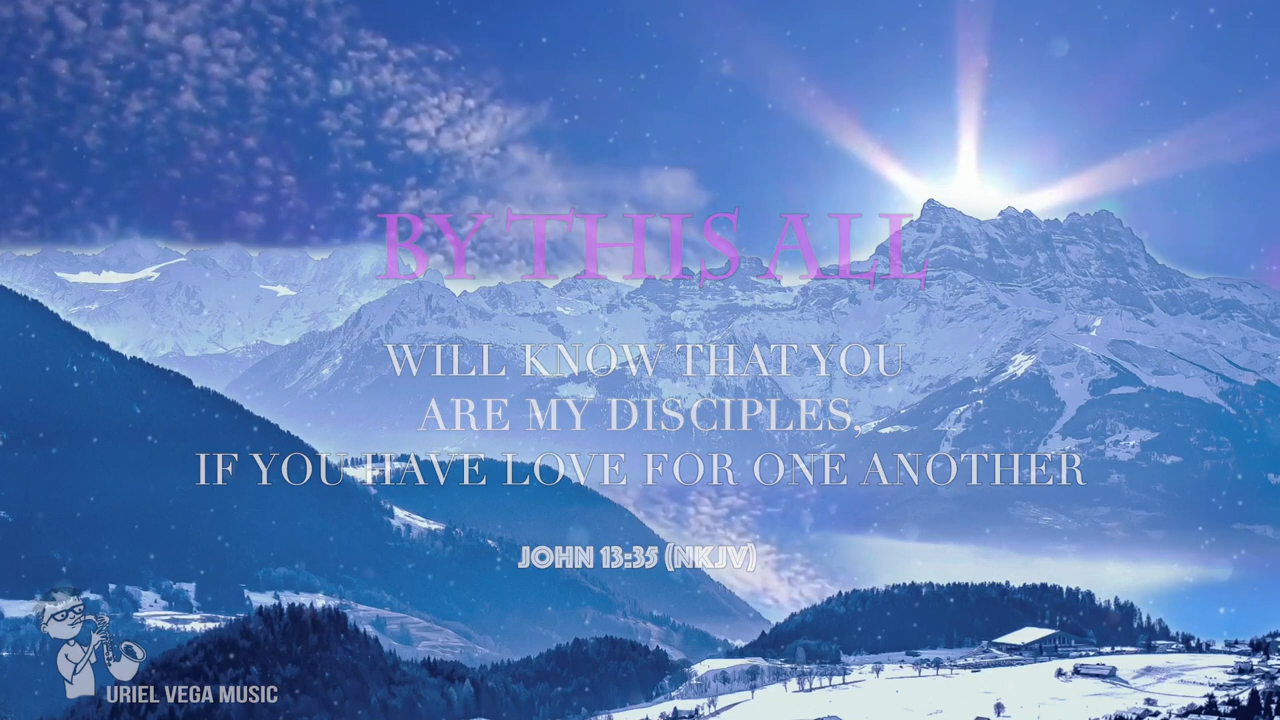 BY THIS ALL
WILL KNOW THAT YOU
ARE MY DISCIPLES,
IF YOU HAVE LOVE FOR ONE ANOTHER
JOHN 13:35 (NKJV)
URIEL VEGA MUSIC